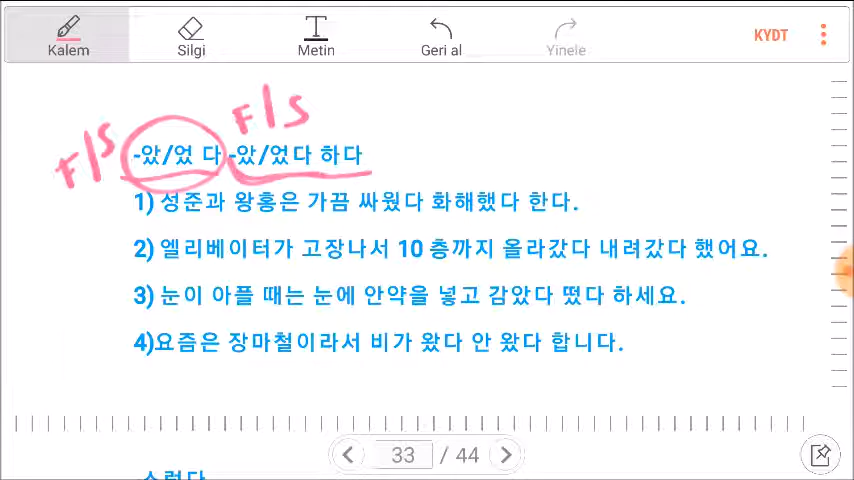 Kalem Silgi Metin Geri al Yinele KYDT
F/S F/S
-았/었 다 -았/었다 하다
1) 성준과 왕홍은 가끔 싸웠다 화해했다 한다.
2) 엘리베이터가 고장나서 10 층까지 올라갔다 내려갔다 했어요.
3) 눈이 아플 때는 눈에 안약을 넣고 감았다 떴다 하세요.
4)요즘은 장마철이라서 비가 왔다 안 왔다 합니다.
33 / 44